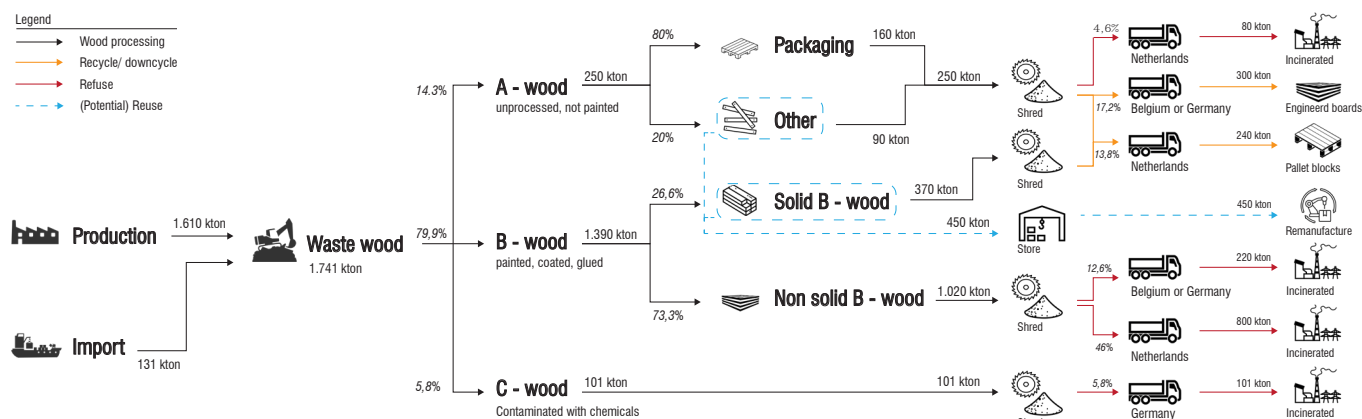 Legend
Wood processing
Recycle/ downcycle
Refuse
(Potential) Reuse
Production
1.610 kton
Import
131 kton
Waste wood
1.741 kton
14.3%
79,9%
5,8%
A - wood
unprocessed, not painted
250 kton
80%
20%
Packaging
160 kton
Other
90 kton
250 kton
B - wood
painted, coated, glued
1.390 kton
26,6%
73,3%
Solid B - wood
370 kton
450 kton
Non solid B - wood
1.020 kton
C - wood
Contaminated with chemicals
101 kton
101 kton
Shred
Shred
Store
Shred
4,6%
Netherlands
80 kton
Incinerated
17,2%
Belgium or Germany
300 kton
Engineerd boards
13,8%
Netherlands
240 kton
Pallet blocks
450 kton
Remanufacture
12,6%
Belgium or Germany
220 kton
Incinerated
46%
Netherlands
800 kton
Incinerated
5,8%
Germany
101 kton
Incinerated